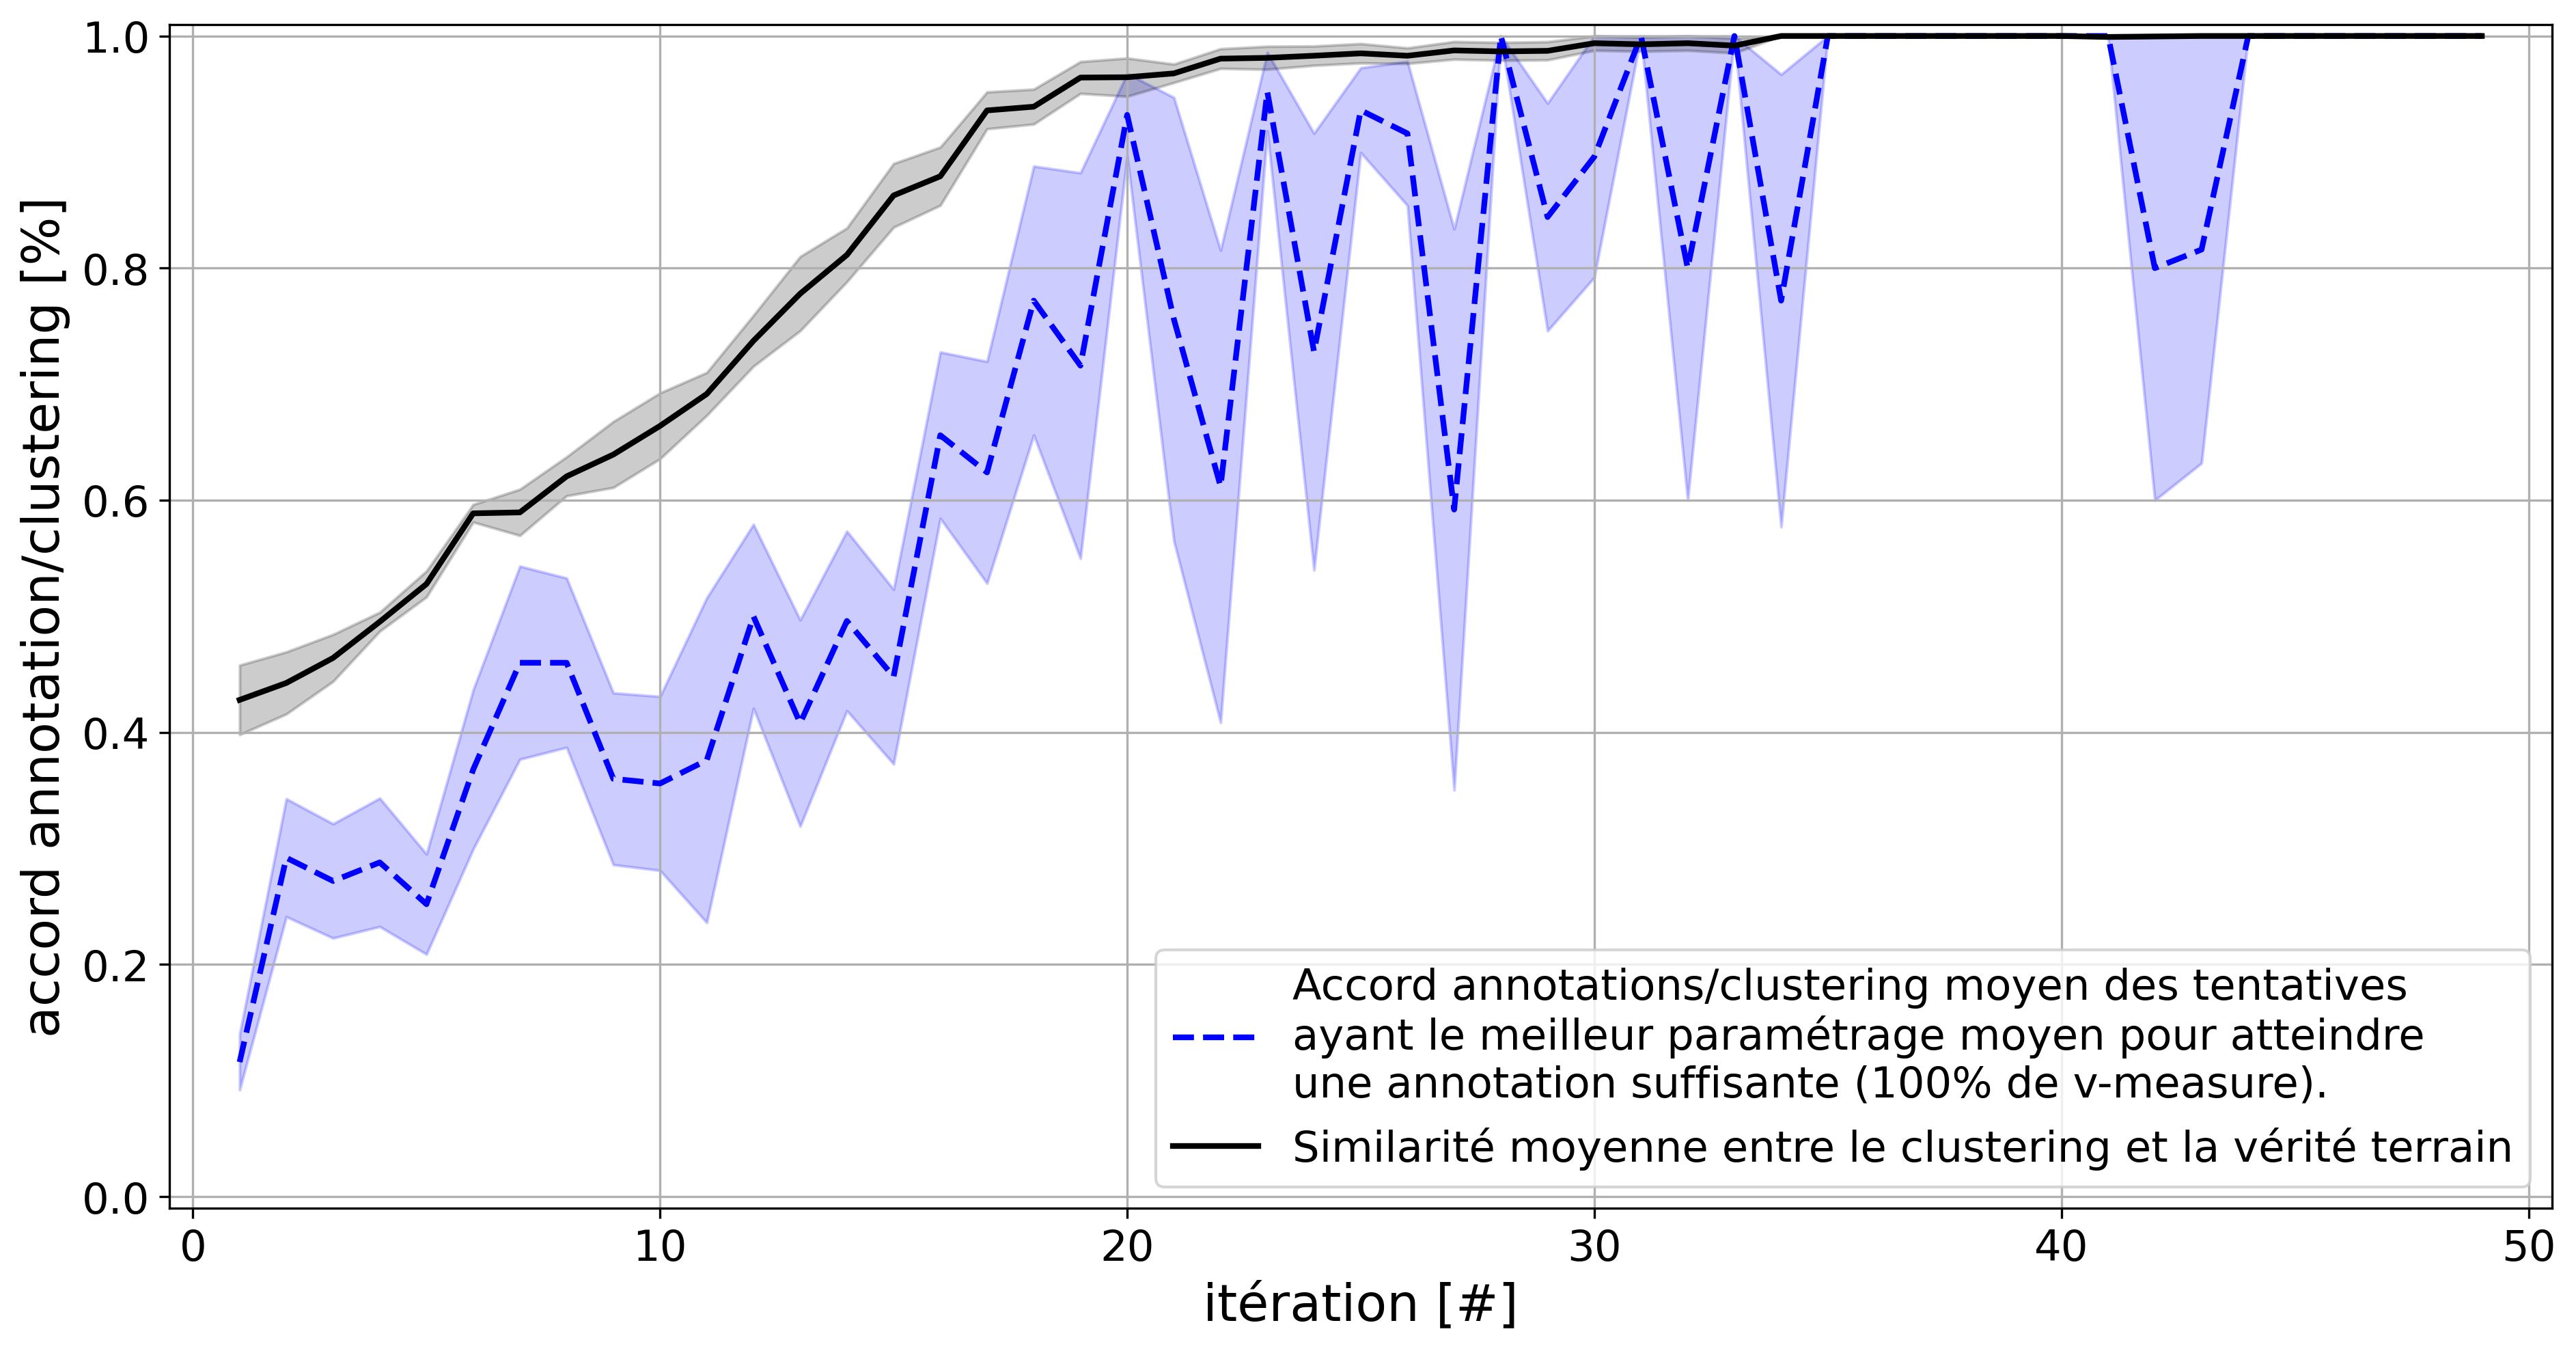 accord annotation/clustering [%]
1.0
0.8
0.6
0.4
0.2
0.0
0
10
20
30
40
50
itération [#]
Accord annotations/clustering moyen des tentatives
ayant le meilleur paramétrage moyen pour atteindre
une annotation suffisante (100% de v-measure).
Similarité moyenne entre le clustering et la vérité terrain